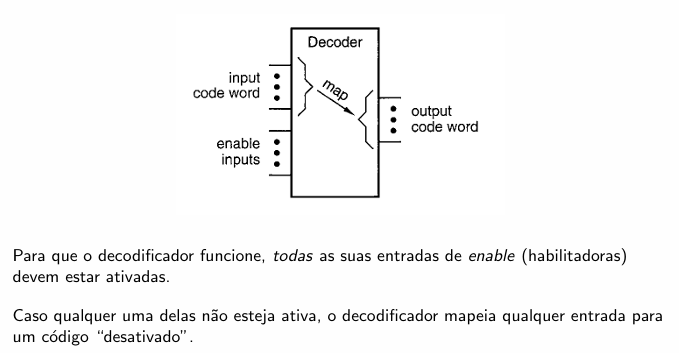 Decoder
input
code word
map
output
code word
enable
inputs
Para que o decodificador funcione, todas as suas entradas de enable (habilitadoras)
devem estar ativadas.
Caso qualquer uma delas não esteja ativa, o decodificador mapeia qualquer entrada para
um código “desativado”.